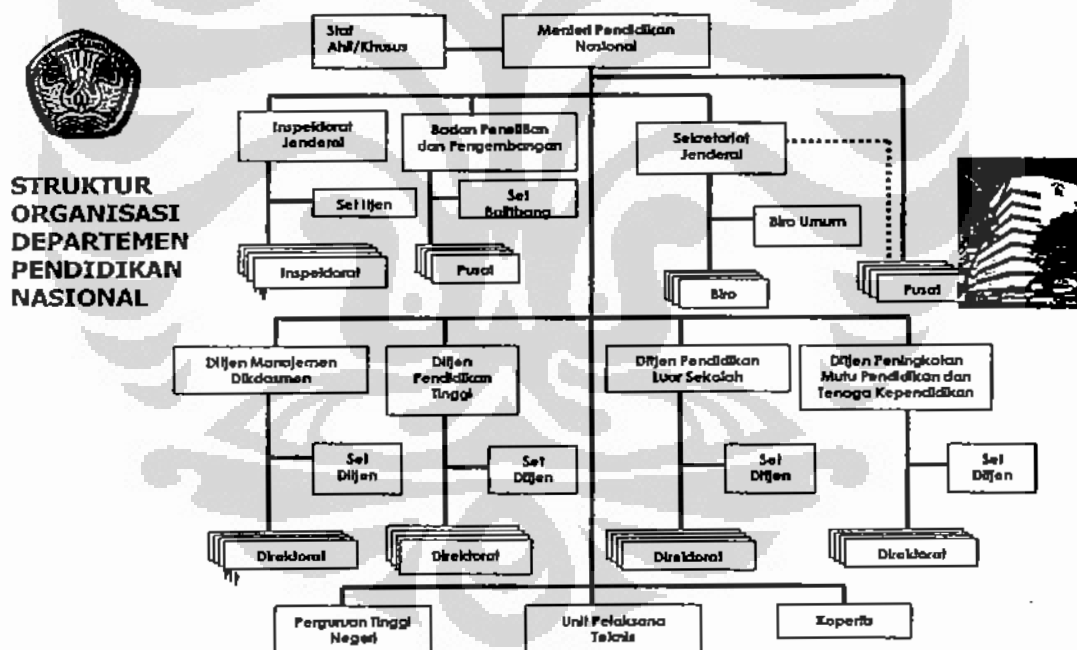 Staf
Ahli/Khusus
Menteri Pendidikan
Nasional
Inspektorat
Jenderal
Badan Penelitian
dan Pengembangan
Sekretariat
Jenderal
STRUKTUR
ORGANISASI
DEPARTEMEN
PENDIDIKAN
NASIONAL
Set Itjen
Set
Balitbang
Biro Umum
Inspektorat
Pusat
Biro
Pusat
Ditjen Manajemen
Dikdasmen
Ditjen
Pendidikan
Tinggi
Ditjen Pendidikan
Luar Sekolah
Ditjen Peningkatan
Mutu Pendidikan dan
Tenaga Kependidikan
Set
Ditjen
Set
Ditjen
Set
Ditjen
Set
Ditjen
Direktorat
Direktorat
Direktorat
Direktorat
Perguruan Tinggi
Negeri
Unit Pelaksana
Teknis
Kopertis